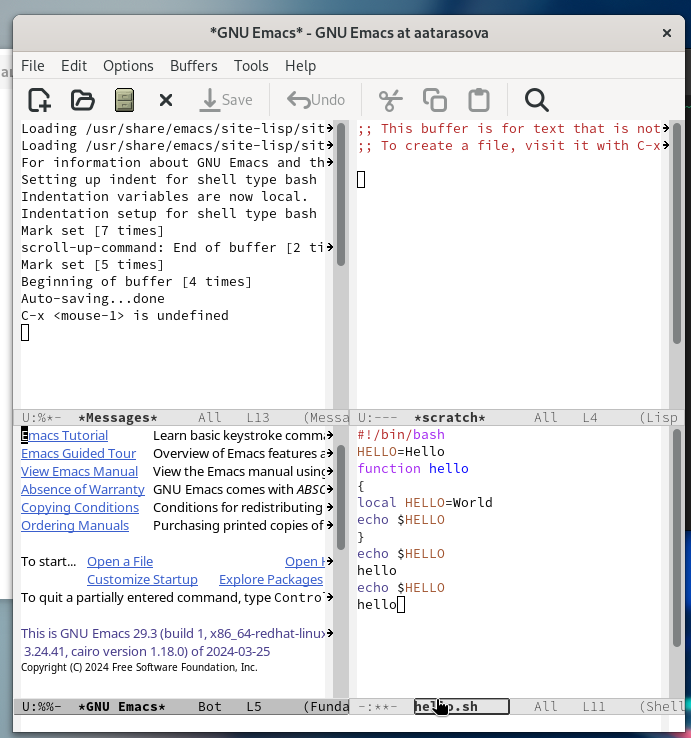 *GNU Emacs* - GNU Emacs at aatarasova
File Edit Options Buffers Tools Help
Save Undo
Loading /usr/share/emacs/site-lisp/sit
Loading /usr/share/emacs/site-lisp/sit
For information about GNU Emacs and th
Setting up indent for shell type bash
Indentation variables are now local.
Indentation setup for shell type bash
Mark set [7 times]
scroll-up-command: End of buffer [2 ti
Mark set [5 times]
Beginning of buffer [4 times]
Auto-saving...done
C-x <mouse-1> is undefined
U:%*- *Messages* All L13 (Messa
;; This buffer is for text that is not
;; To create a file, visit it with C-x
U:--- *scratch* All L4 (Lisp
Emacs Tutorial Learn basic keystroke comma
Emacs Guided Tour Overview of Emacs features a
View Emacs Manual View the Emacs manual using
Absence of Warranty GNU Emacs comes with ABSO
Copying Conditions Conditions for redistributing
Ordering Manuals Purchasing printed copies of
To start... Open a File Open H
Customize Startup Explore Packages
To quit a partially entered command, type Contro
This is GNU Emacs 29.3 (build 1, x86_64-redhat-linux
3.24.41, cairo version 1.18.0) of 2024-03-25
Copyright (C) 2024 Free Software Foundation, Inc.
U:%%- *GNU Emacs* Bot L5 (Funda
#!/bin/bash
HELLO=Hello
function hello
{
local HELLO=World
echo $HELLO
}
echo $HELLO
hello
echo $HELLO
hello
-:**- hello.sh All L11 (Shell